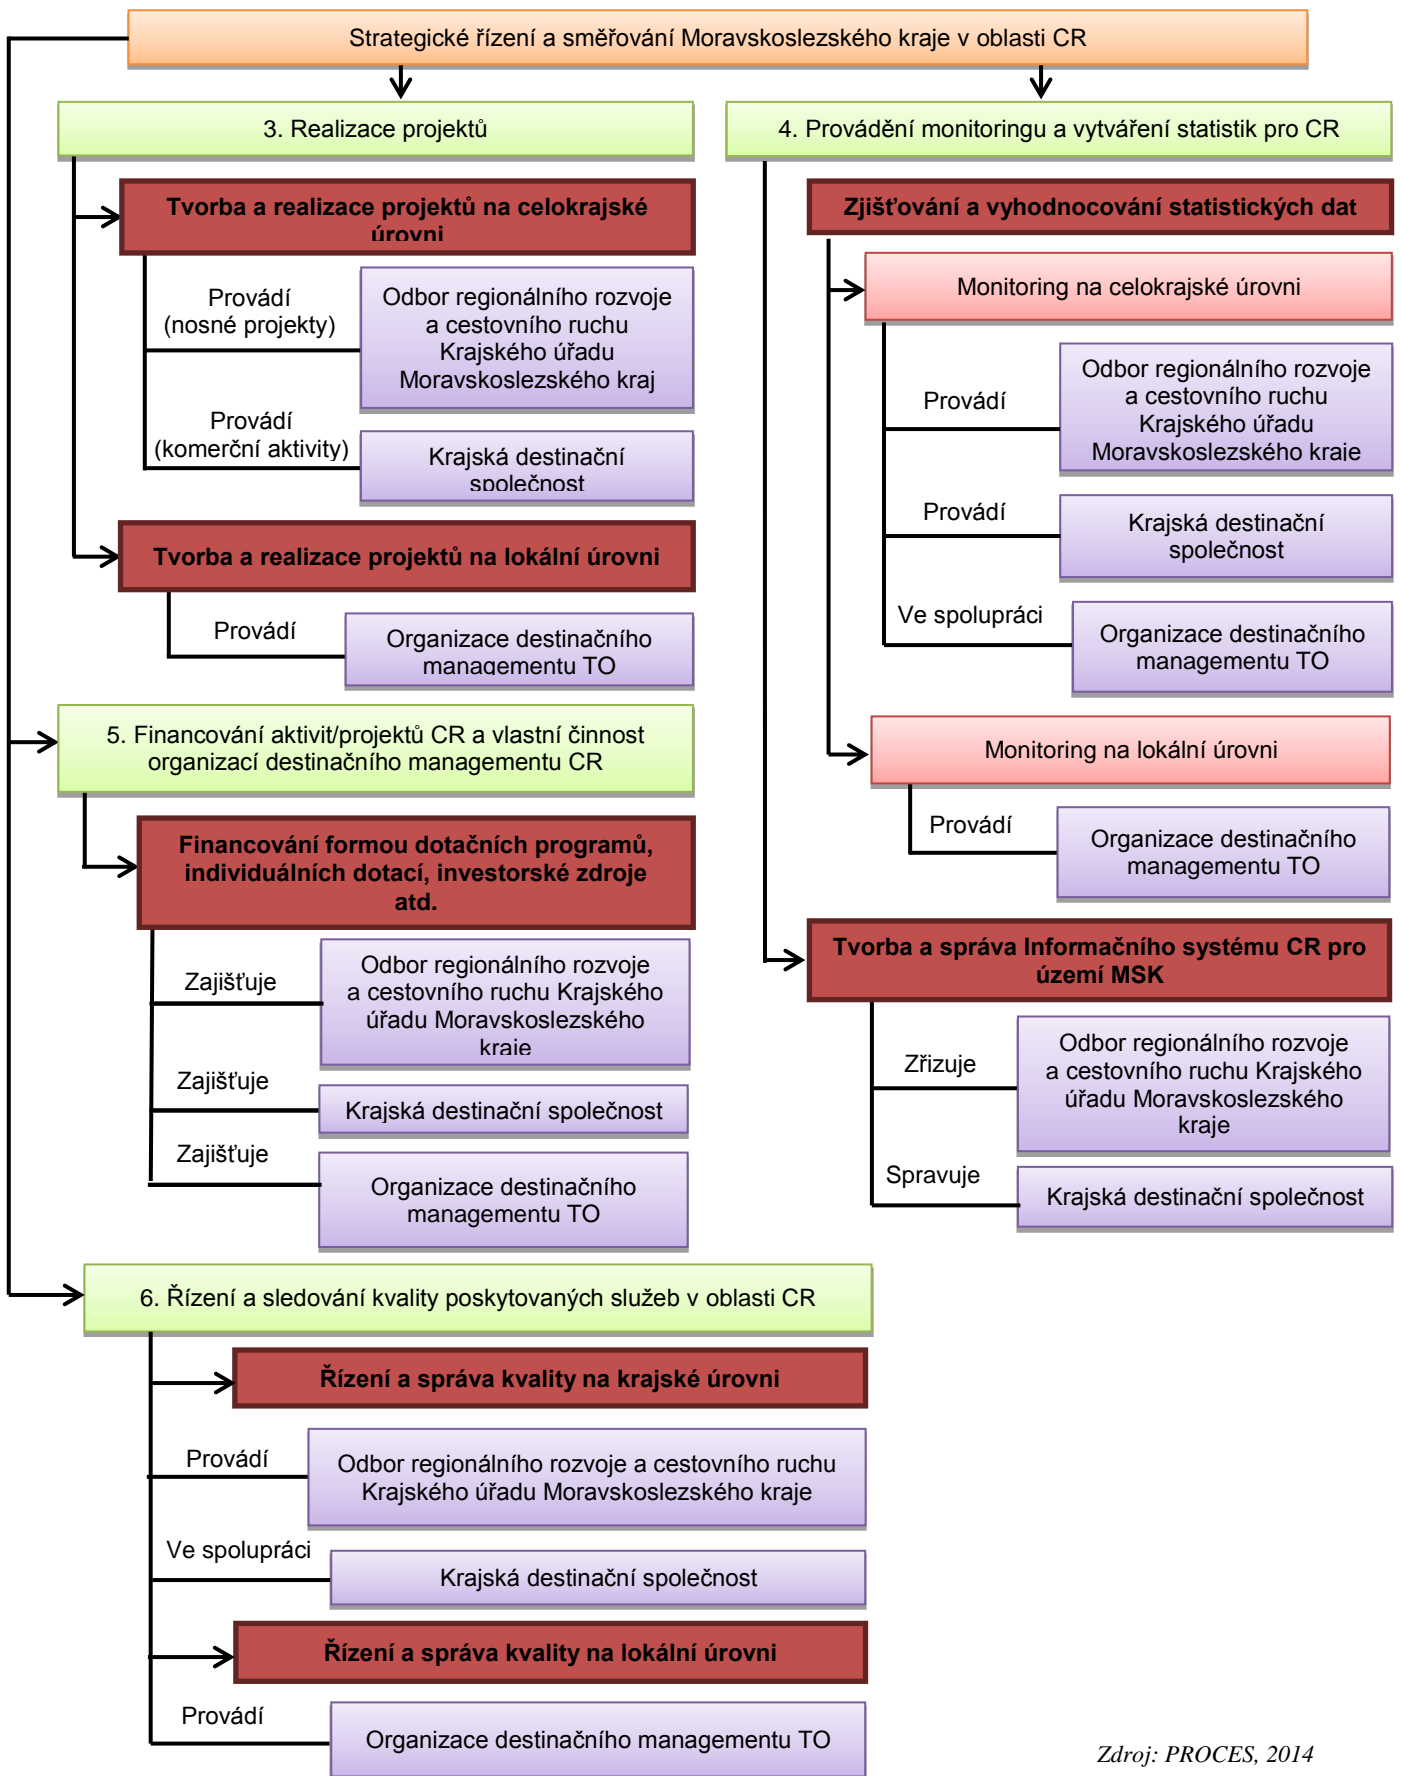 Strategické řízení a směřování Moravskoslezského kraje v oblasti CR
3. Realizace projektů
Tvorba a realizace projektů na celokrajské
úrovni
Provádí
(nosné projekty)
Odbor regionálního rozvoje
a cestovního ruchu
Krajského úřadu
Moravskoslezského kraj
Provádí
(komerční aktivity)
Krajská destinační
společnost
Tvorba a realizace projektů na lokální úrovni
Provádí
Organizace destinačního
managementu TO
4. Provádění monitoringu a vytváření statistik pro CR
Zjišťování a vyhodnocování statistických dat
Monitoring na celokrajské úrovni
Provádí
Odbor regionálního rozvoje
a cestovního ruchu
Krajského úřadu
Moravskoslezského kraje
Provádí
Krajská destinační
společnost
Ve spolupráci
Organizace destinačního
managementu TO
Monitoring na lokální úrovni
Provádí
Organizace destinačního
managementu TO
Tvorba a správa Informačního systému CR pro
území MSK
Zřizuje
Odbor regionálního rozvoje
a cestovního ruchu Krajského
úřadu Moravskoslezského
kraje
Spravuje
Krajská destinační společnost
5. Financování aktivit/projektů CR a vlastní činnost
organizací destinačního managementu CR
Financování formou dotačních programů,
individuálních dotací, investorské zdroje
atd.
Zajišťuje
Odbor regionálního rozvoje
a cestovního ruchu Krajského
úřadu Moravskoslezského
kraje
Zajišťuje
Krajská destinační společnost
Zajišťuje
Organizace destinačního
managementu TO
6. Řízení a sledování kvality poskytovaných služeb v oblasti CR
Řízení a správa kvality na krajské úrovni
Provádí
Odbor regionálního rozvoje a cestovního ruchu
Krajského úřadu Moravskoslezského kraje
Ve spolupráci
Krajská destinační společnost
Řízení a správa kvality na lokální úrovni
Provádí
Organizace destinačního managementu TO
Zdroj: PROCES, 2014